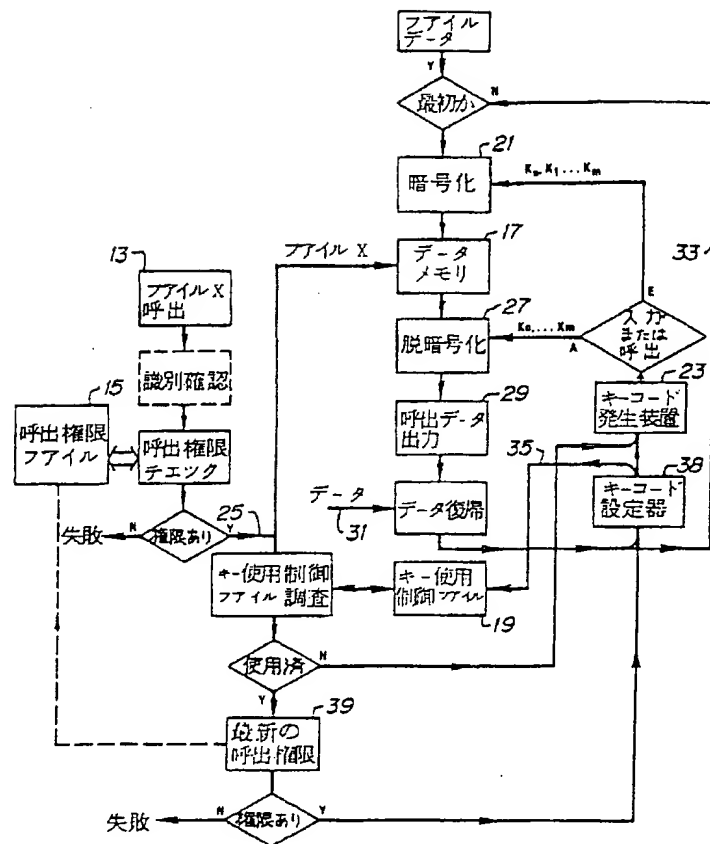 ファイル
データ
Y
最初か
N
21
暗号化
K₀, K₁ ... Kₘ
17
ファイル X
データ
メモリ
33
13
ファイルX
呼出
27
脱暗号化
K₀, ... Kₘ
E
入力
または
呼出
A
識別確認
15
呼出権限
ファイル
呼出権限
チェック
29
呼出データ
出力
23
キーコード
発生装置
35
38
キーコード
設定器
データ
31
データ復帰
25
失敗
N
権限あり
Y
キー使用制御
ファイル調査
キー使用
制御ファイル
19
使用済
N
Y
39
最新の
呼出権限
失敗
N
権限あり
Y